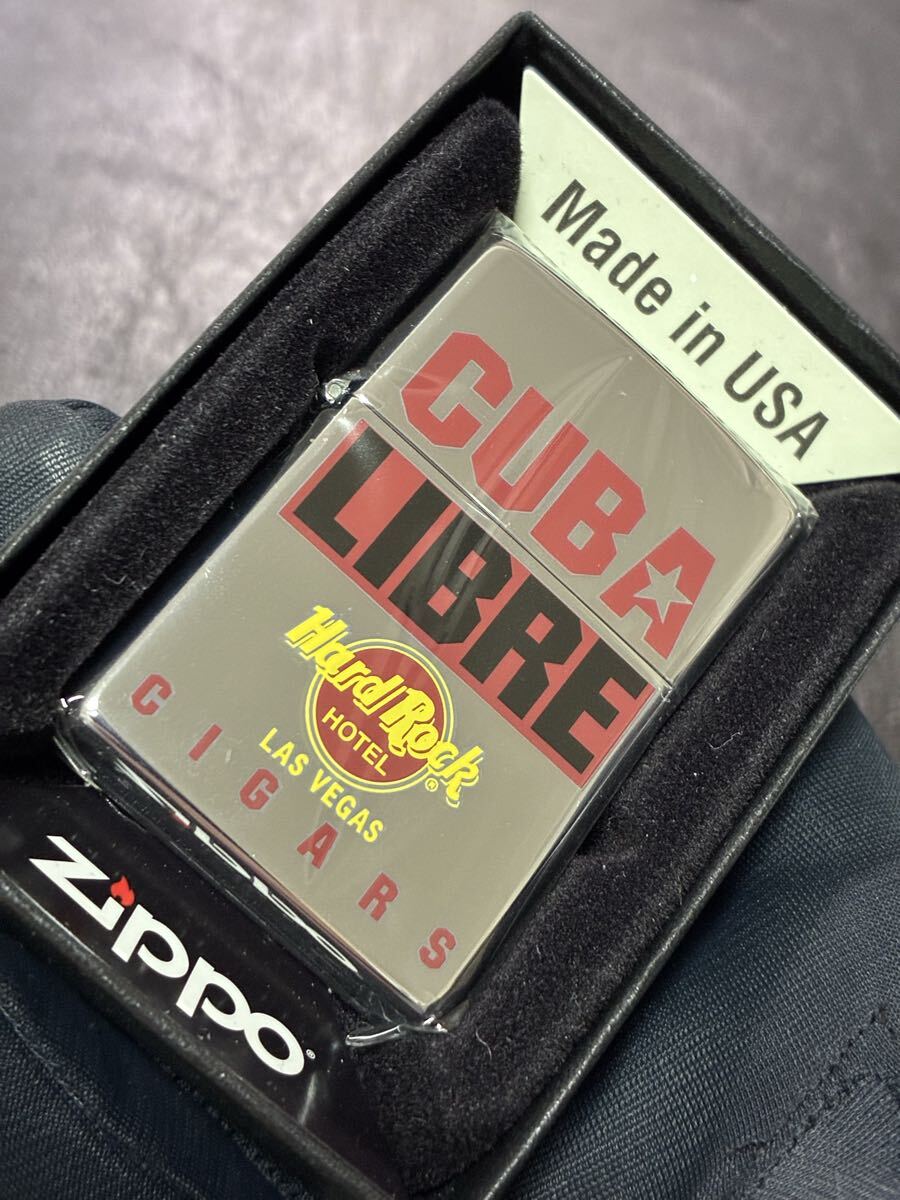 Made in USA
CUBA
LIBRE
Hard Rock
HOTEL
®
LAS VEGAS
CIGARS
zippo®